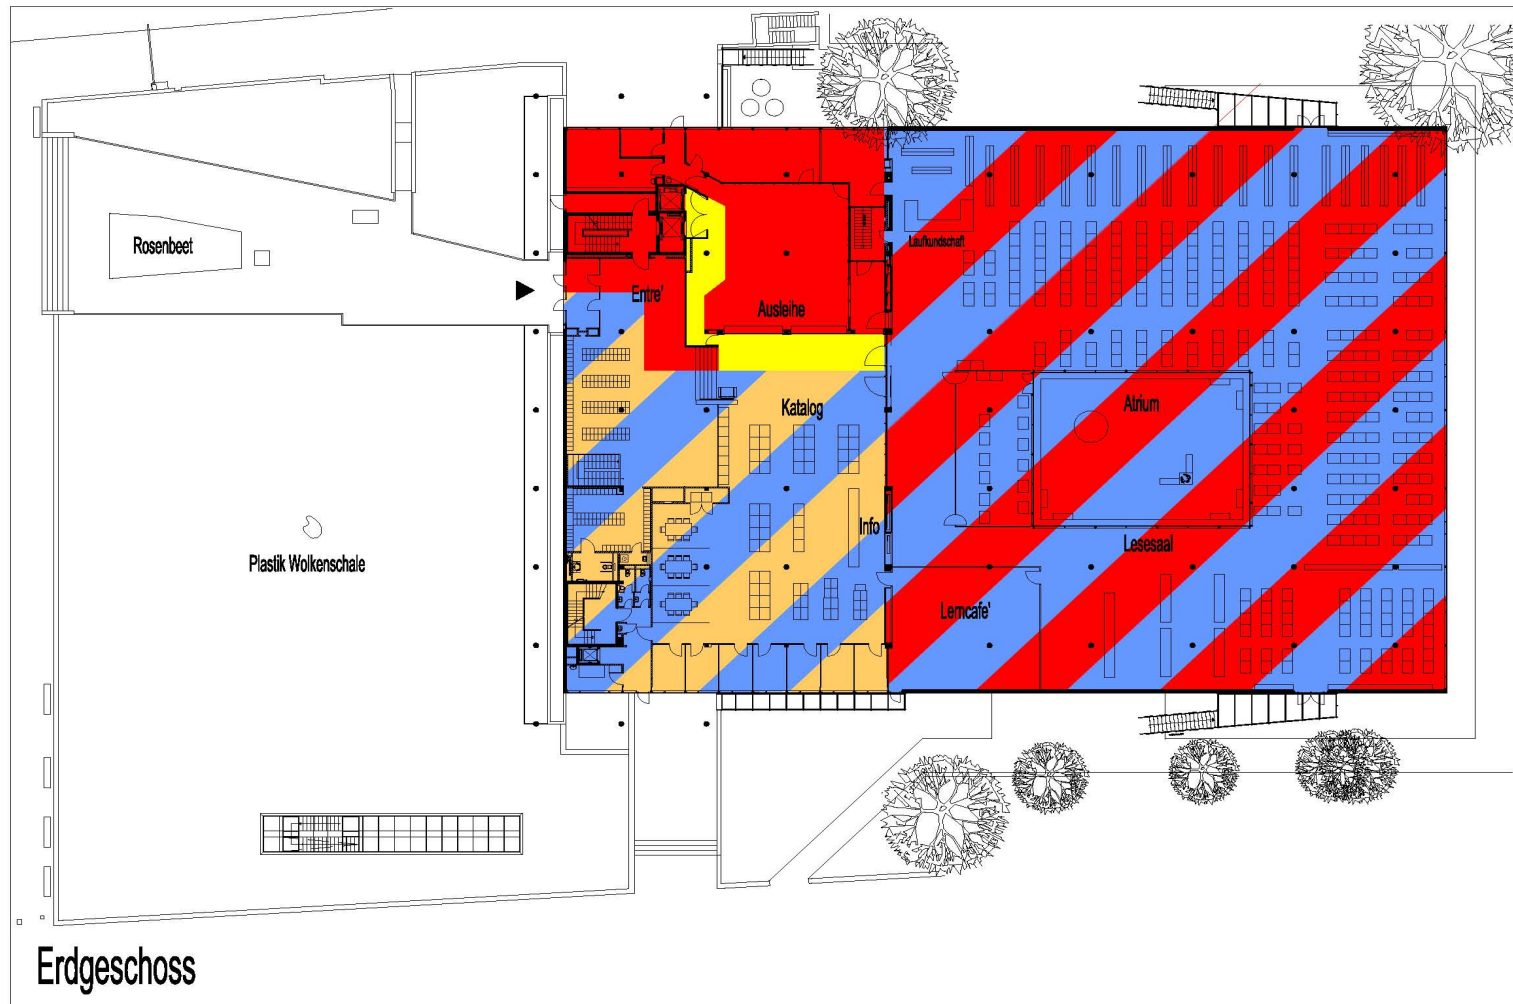 Rosenbeet
Laufkundschaft
Entre'
Ausleihe
Katalog
Atrium
Info
Lesesaal
Plastik Wolkenschale
Lerncafe'
Erdgeschoss